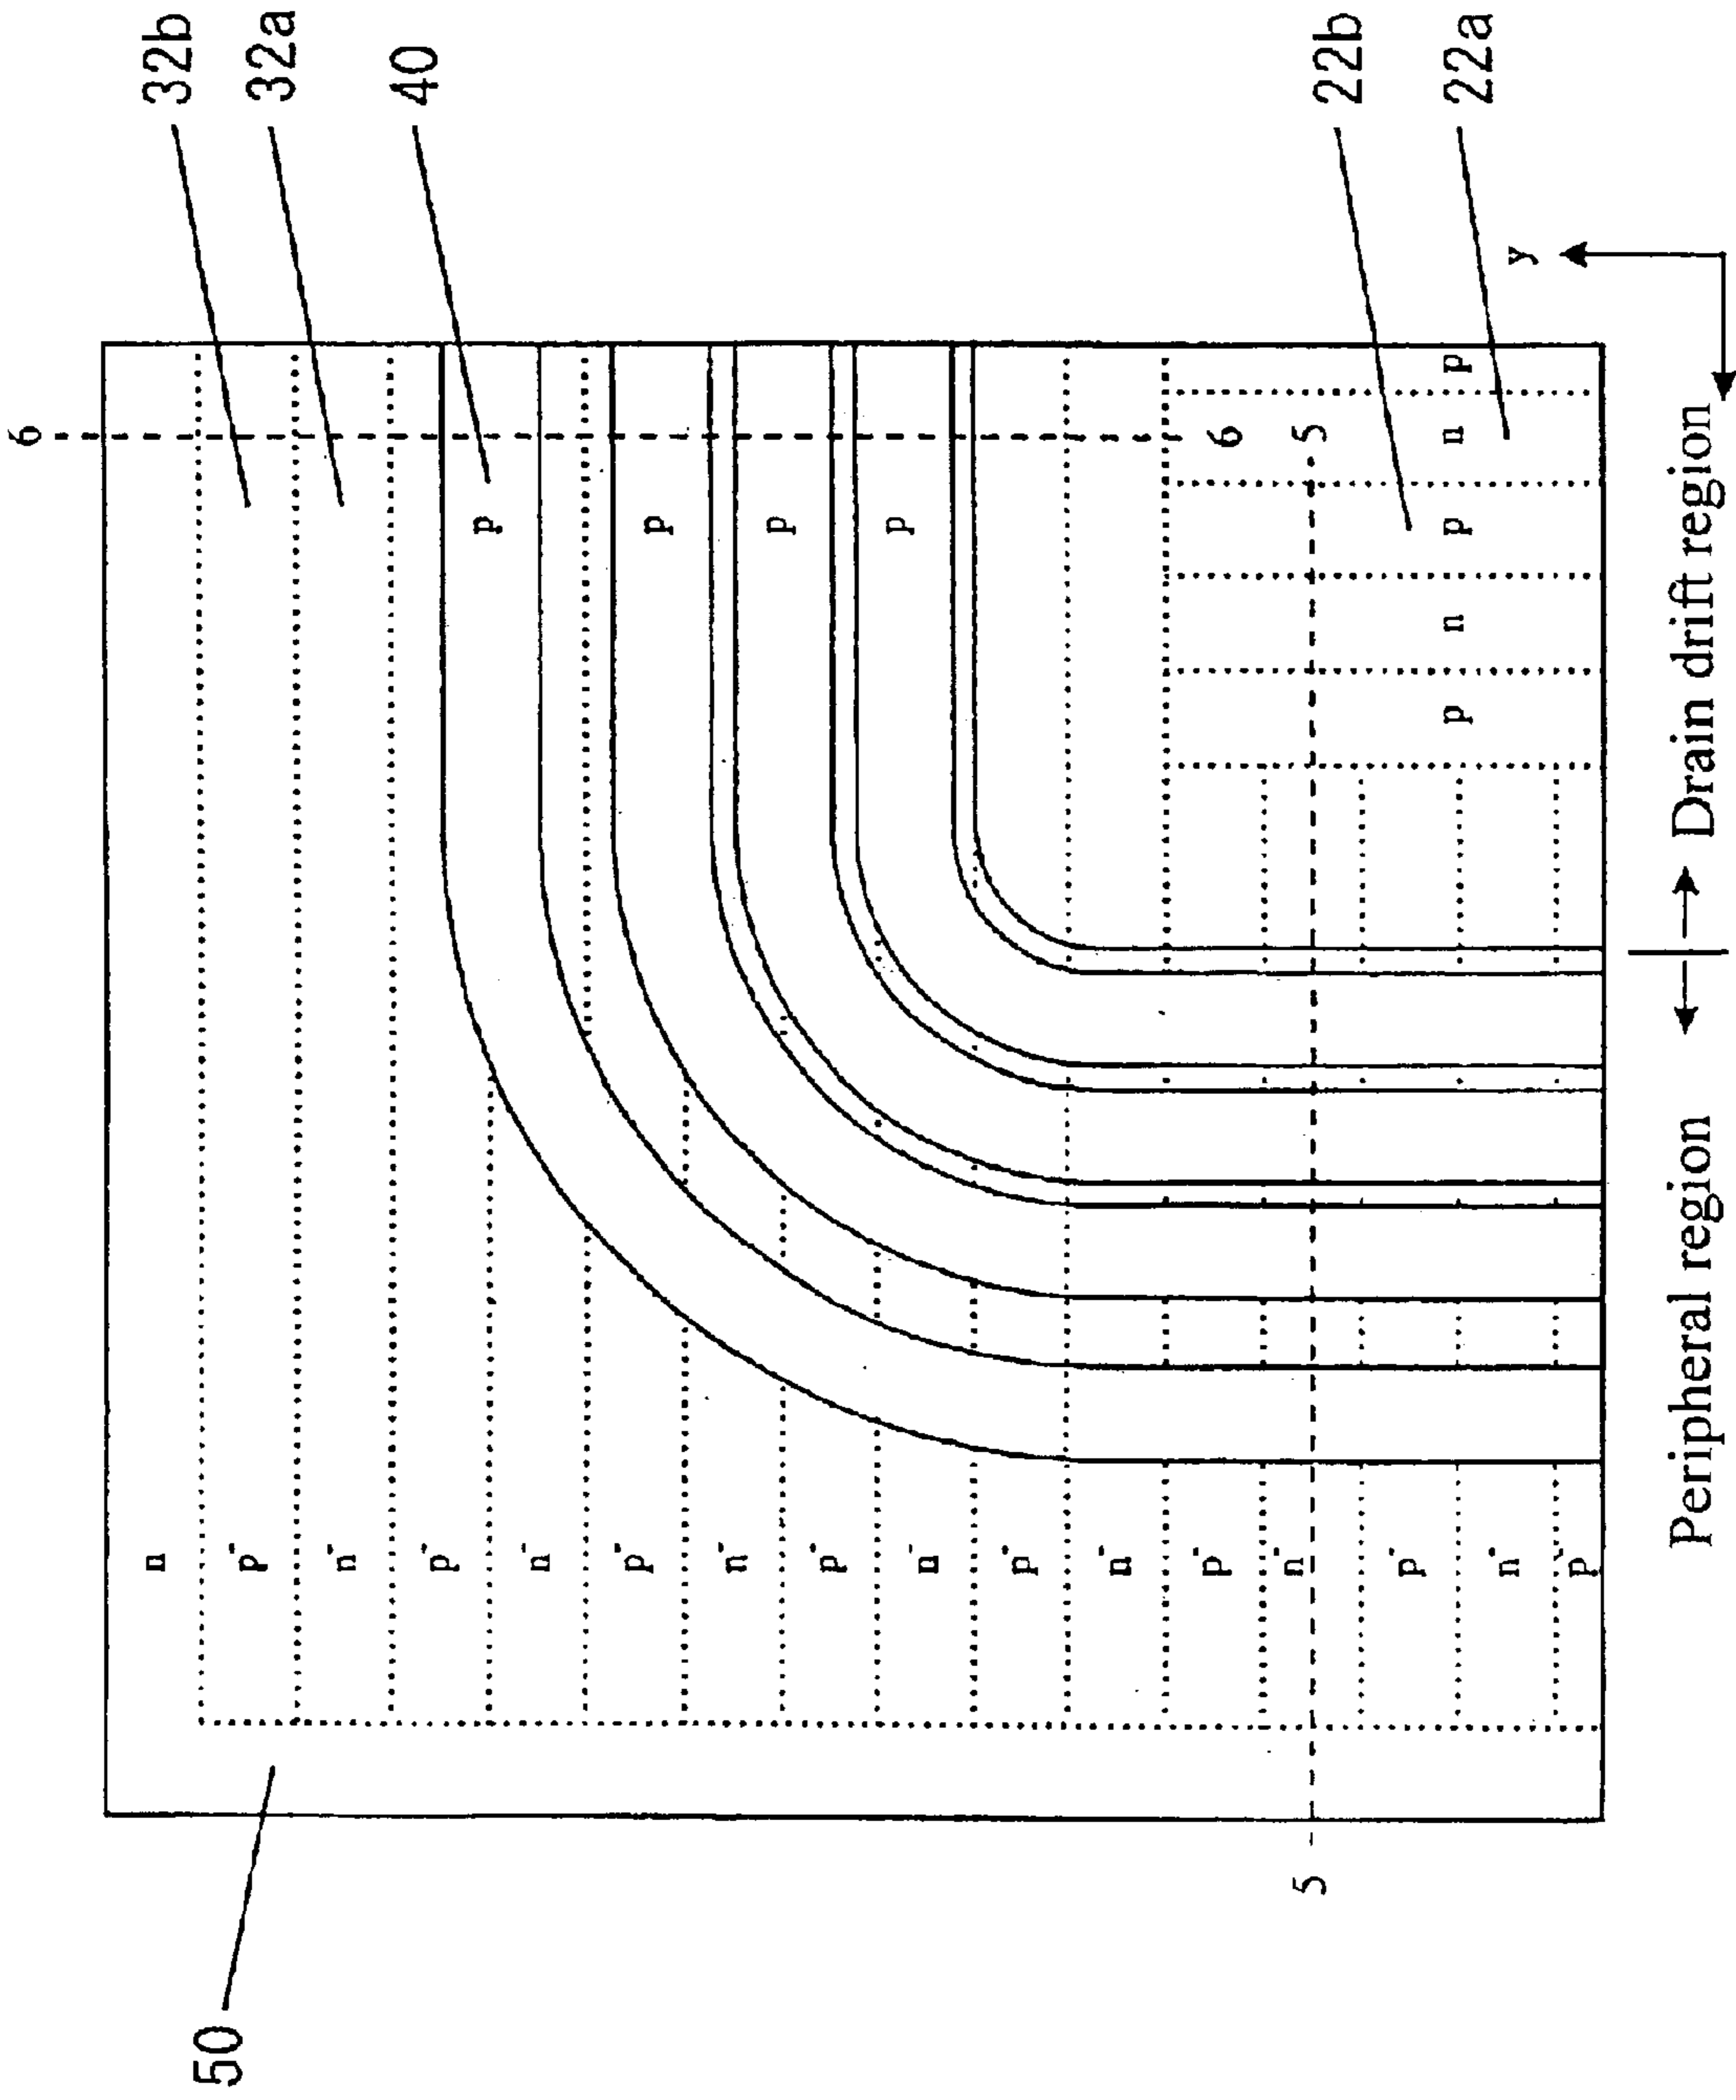 6
n
32b
50
p-
32a
n-
40
p-
p
n-
p-
p
n-
p
p-
p
n-
p-
n-
p-
6
n-
5 5
22b
p-
p n p n p
22a
n-
y
p-
Peripheral region Drain drift region